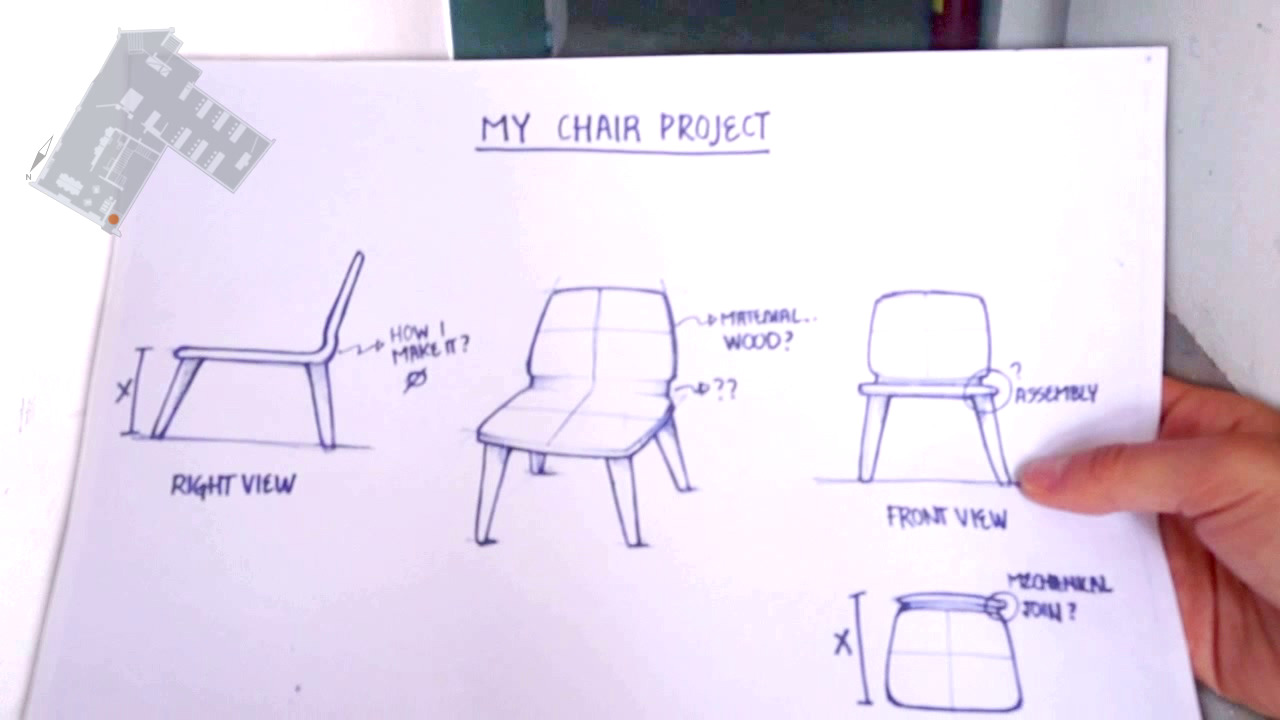 N
MY CHAIR PROJECT
HOW I
MAKE IT?
Ø
X
RIGHT VIEW
MATERIAL..
WOOD?
??
?
ASSEMBLY
FRONT VIEW
MECHANICAL
JOIN?
X